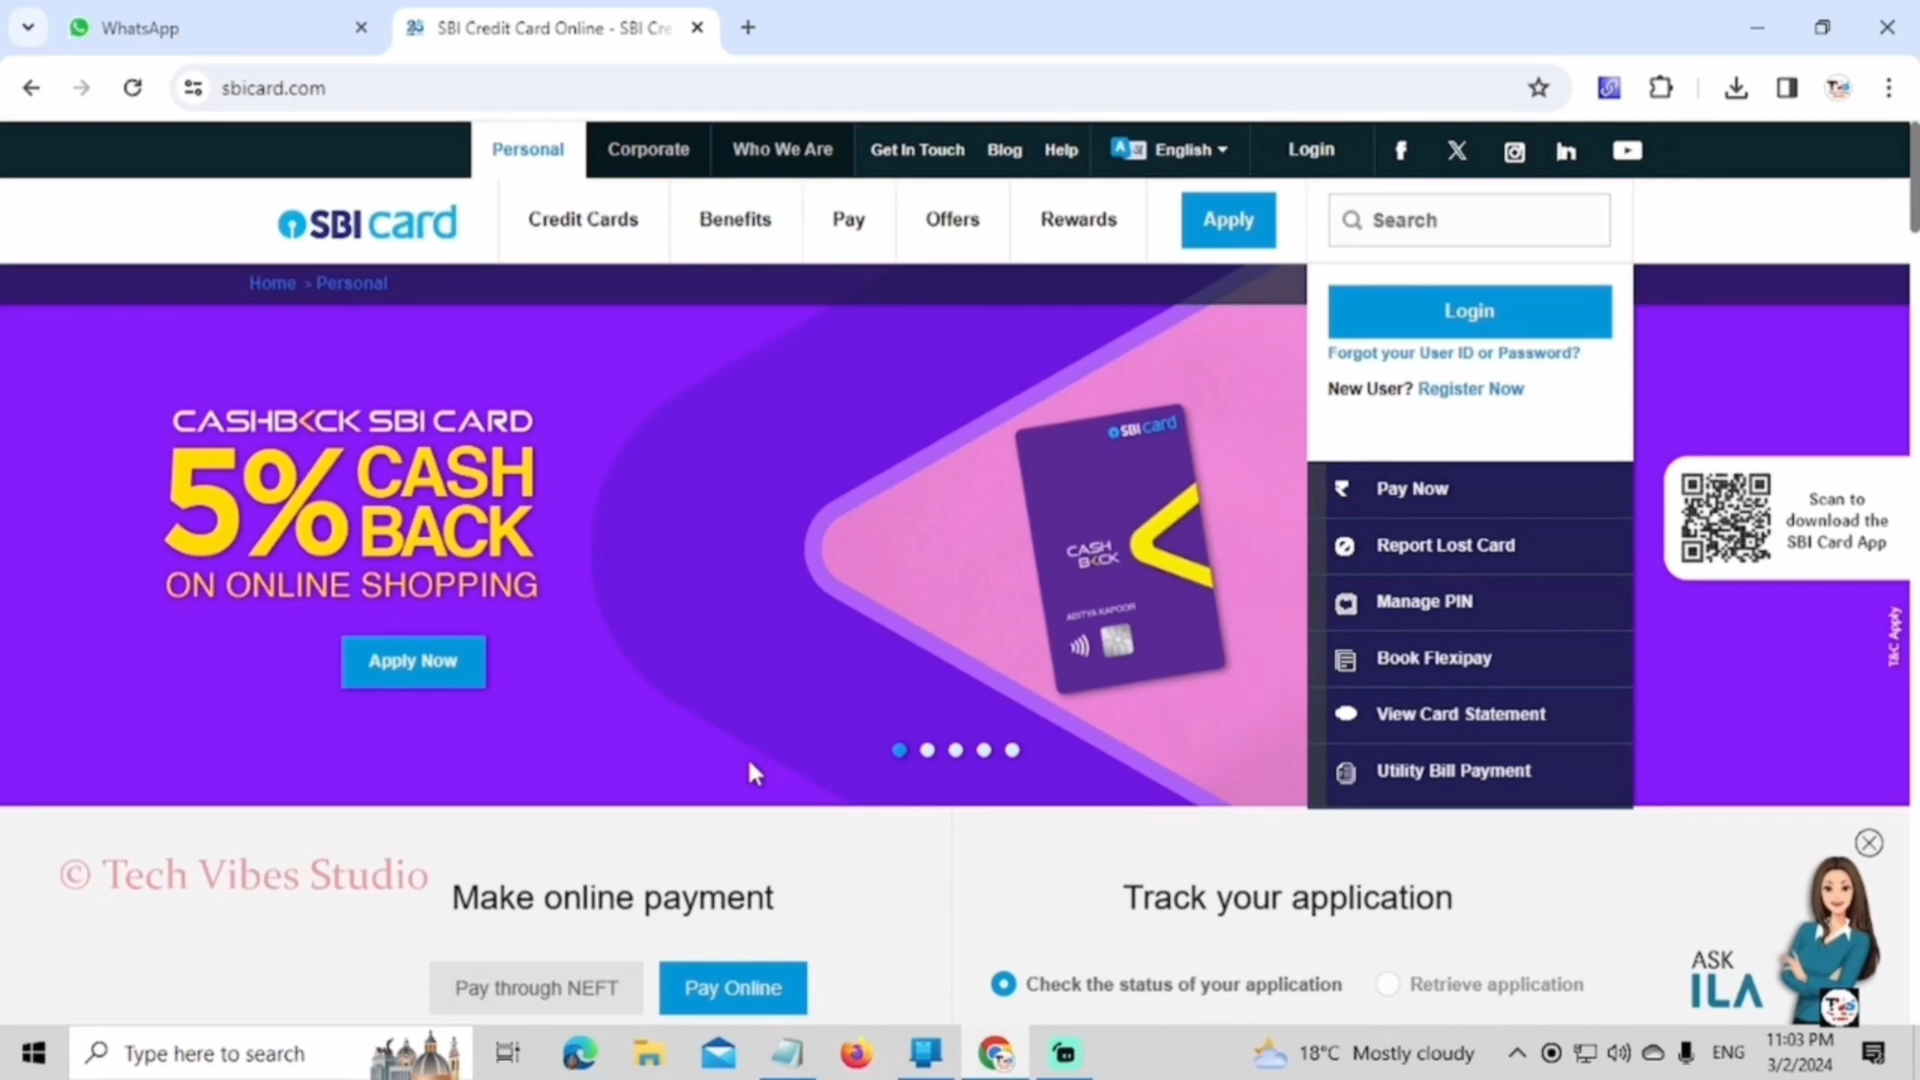 WhatsApp
SBI Credit Card Online - SBI Cre
sbicard.com
Personal
Corporate
Who We Are
Get In Touch
Blog
Help
English
Login
SBI card
Credit Cards
Benefits
Pay
Offers
Rewards
Apply
Search
Home > Personal
Login
Forgot your User ID or Password?
New User? Register Now
CASHBACK SBI CARD
5% CASH
BACK
ON ONLINE SHOPPING
Apply Now
SBI card
CASH
BACK
ADITYA KAPOOR
Pay Now
Report Lost Card
Manage PIN
Book Flexipay
View Card Statement
Utility Bill Payment
Scan to
download the
SBI Card App
T&C Apply
© Tech Vibes Studio
Make online payment
Track your application
Pay through NEFT
Pay Online
Check the status of your application
Retrieve application
ASK
ILA
Type here to search
18°C Mostly cloudy
ENG
11:03 PM
3/2/2024